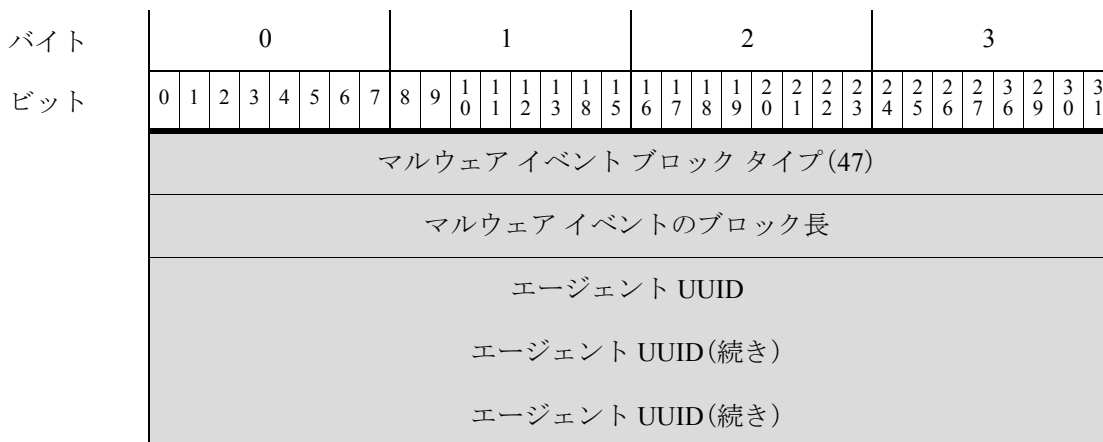 バイト 0 1 2 3
ビット 0 1 2 3 4 5 6 7 8 9 10 11 12 13 18 15 16 17 18 19 20 21 22 23 24 25 26 27 36 29 30 31
マルウェア イベント ブロック タイプ(47)
マルウェア イベントのブロック長
エージェント UUID
エージェント UUID(続き)
エージェント UUID(続き)